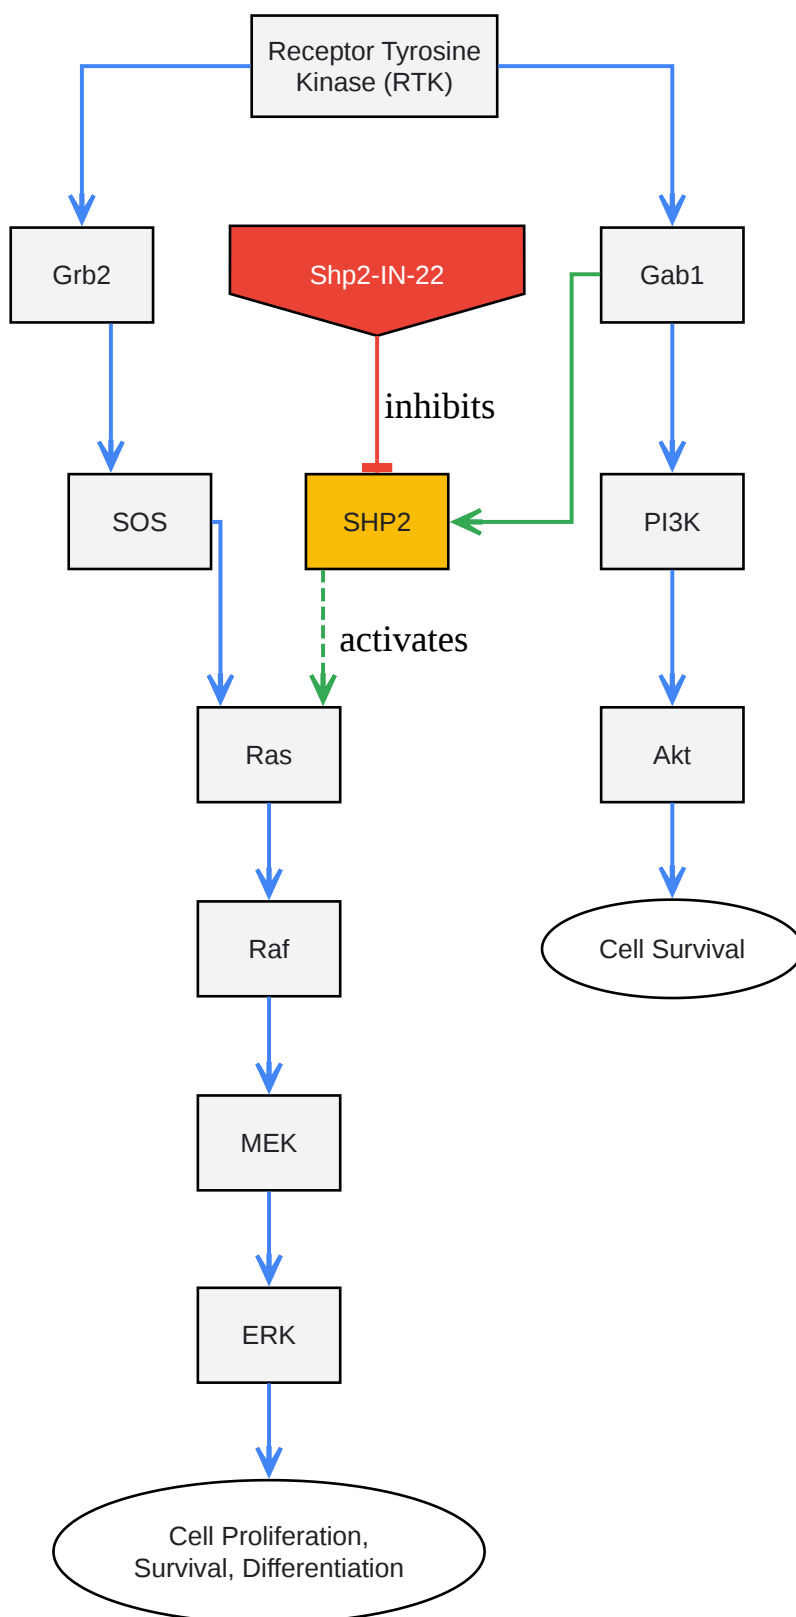 Receptor Tyrosine
Kinase (RTK)
Grb2
Shp2-IN-22
Gab1
inhibits
SOS
SHP2
PI3K
activates
Ras
Akt
Raf
Cell Survival
MEK
ERK
Cell Proliferation,
Survival, Differentiation